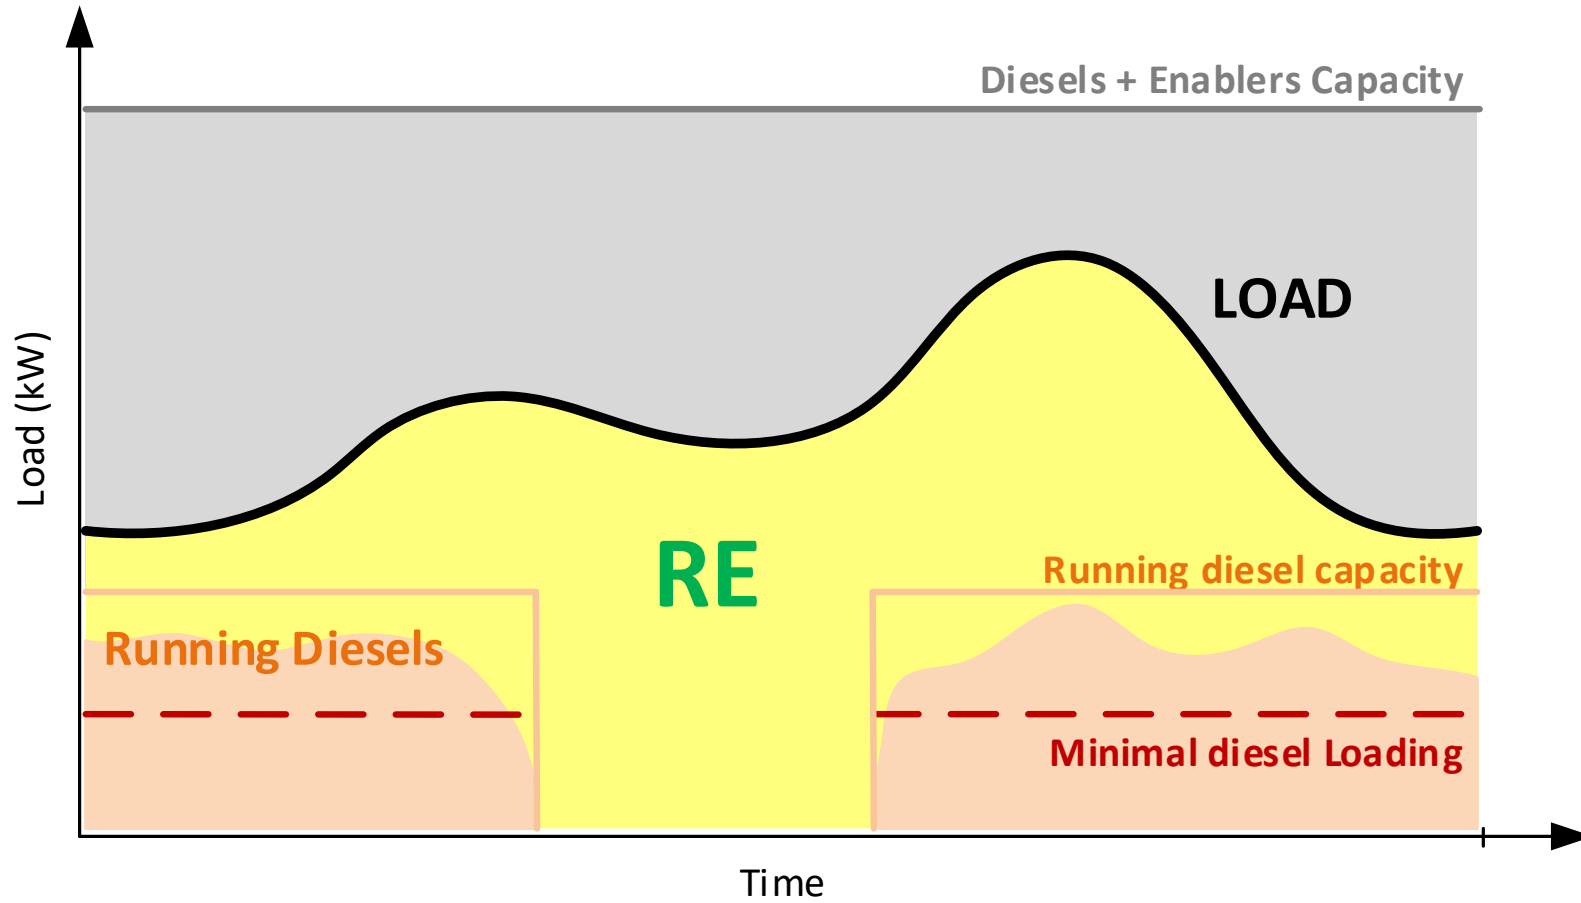 Diesels + Enablers Capacity
LOAD
Load (kW)
RE
Running diesel capacity
Running Diesels
Minimal diesel Loading
Time